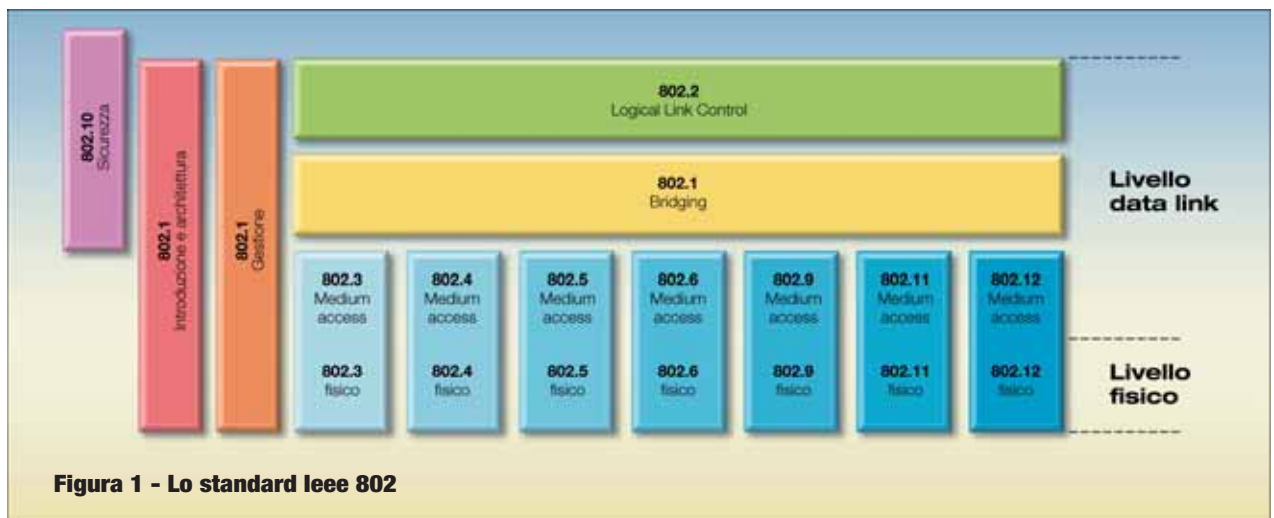 802.10
Sicurezza
802.1
Introduzione e architettura
802.1
Gestione
802.2
Logical Link Control
802.1
Bridging
802.3
Medium
access
802.3
fisico
802.4
Medium
access
802.4
fisico
802.5
Medium
access
802.5
fisico
802.6
Medium
access
802.6
fisico
802.9
Medium
access
802.9
fisico
802.11
Medium
access
802.11
fisico
802.12
Medium
access
802.12
fisico
Livello
data link
Livello
fisico
Figura 1 - Lo standard Ieee 802